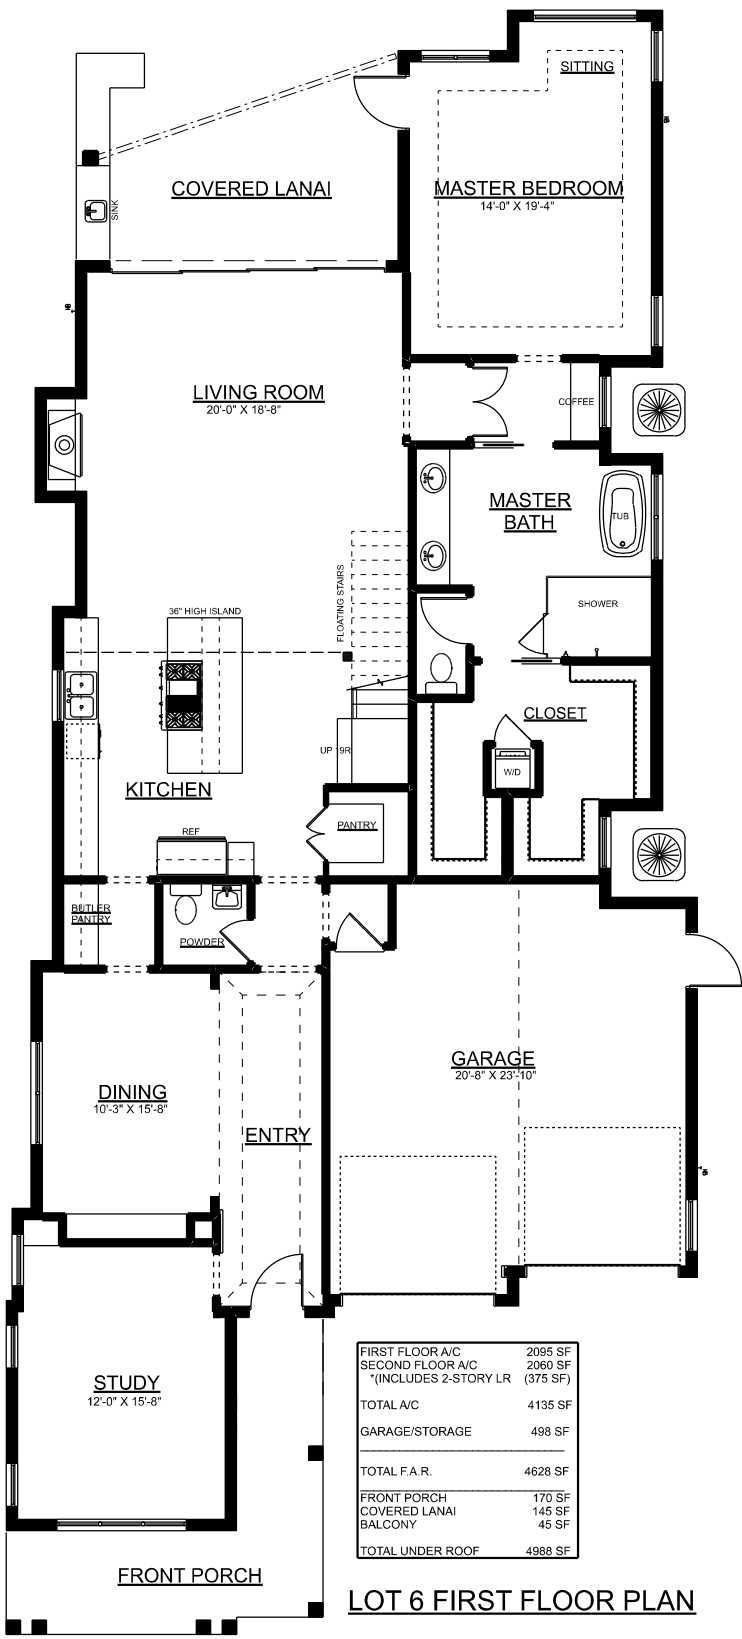 SITTING
COVERED LANAI
MASTER BEDROOM
14'-0" X 19'-4"
SINK
HB
HB
LIVING ROOM
20'-0" X 18'-8"
COFFEE
MASTER
BATH
TUB
FLOATING STAIRS
SHOWER
36" HIGH ISLAND
CLOSET
UP 19R
W/D
KITCHEN
REF
PANTRY
BUTLER
PANTRY
POWDER
GARAGE
20'-8" X 23'-10"
DINING
10'-3" X 15'-8"
ENTRY
HB
STUDY
12'-0" X 15'-8"
FIRST FLOOR A/C 2095 SF
SECOND FLOOR A/C 2060 SF
*(INCLUDES 2-STORY LR (375 SF)
TOTAL A/C 4135 SF
GARAGE/STORAGE 498 SF
TOTAL F.A.R. 4628 SF
FRONT PORCH 170 SF
COVERED LANAI 145 SF
BALCONY 45 SF
TOTAL UNDER ROOF 4988 SF
FRONT PORCH
LOT 6 FIRST FLOOR PLAN